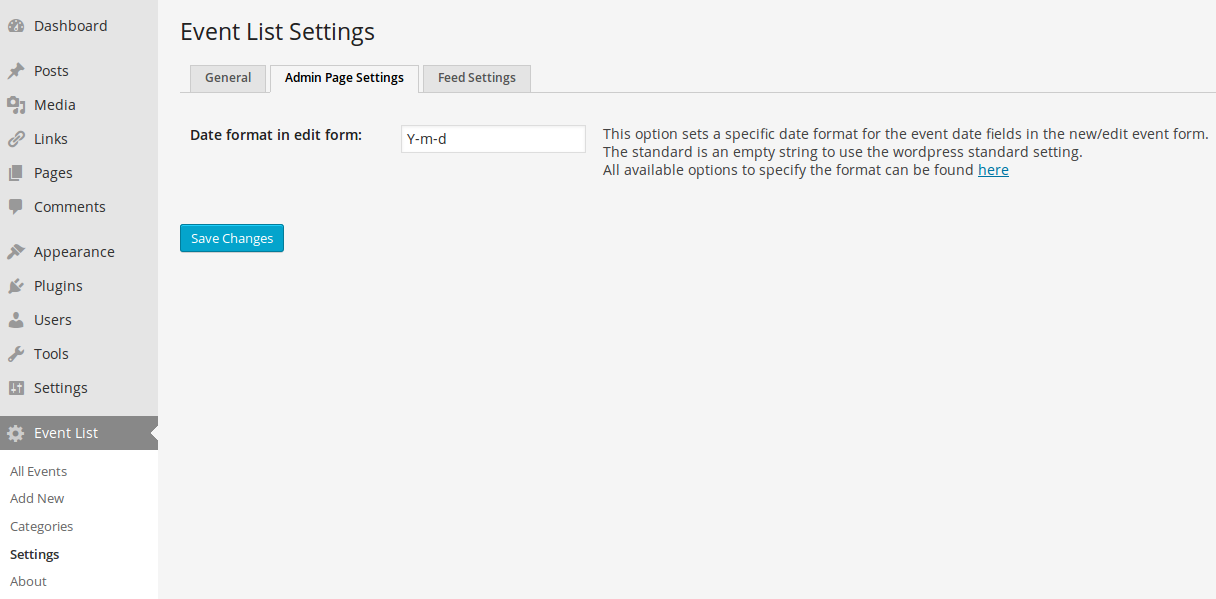 Dashboard
Posts
Media
Links
Pages
Comments
Appearance
Plugins
Users
Tools
Settings
Event List
All Events
Add New
Categories
Settings
About
Event List Settings
General
Admin Page Settings
Feed Settings
Date format in edit form:
Y-m-d
This option sets a specific date format for the event date fields in the new/edit event form.
The standard is an empty string to use the wordpress standard setting.
All available options to specify the format can be found here
Save Changes